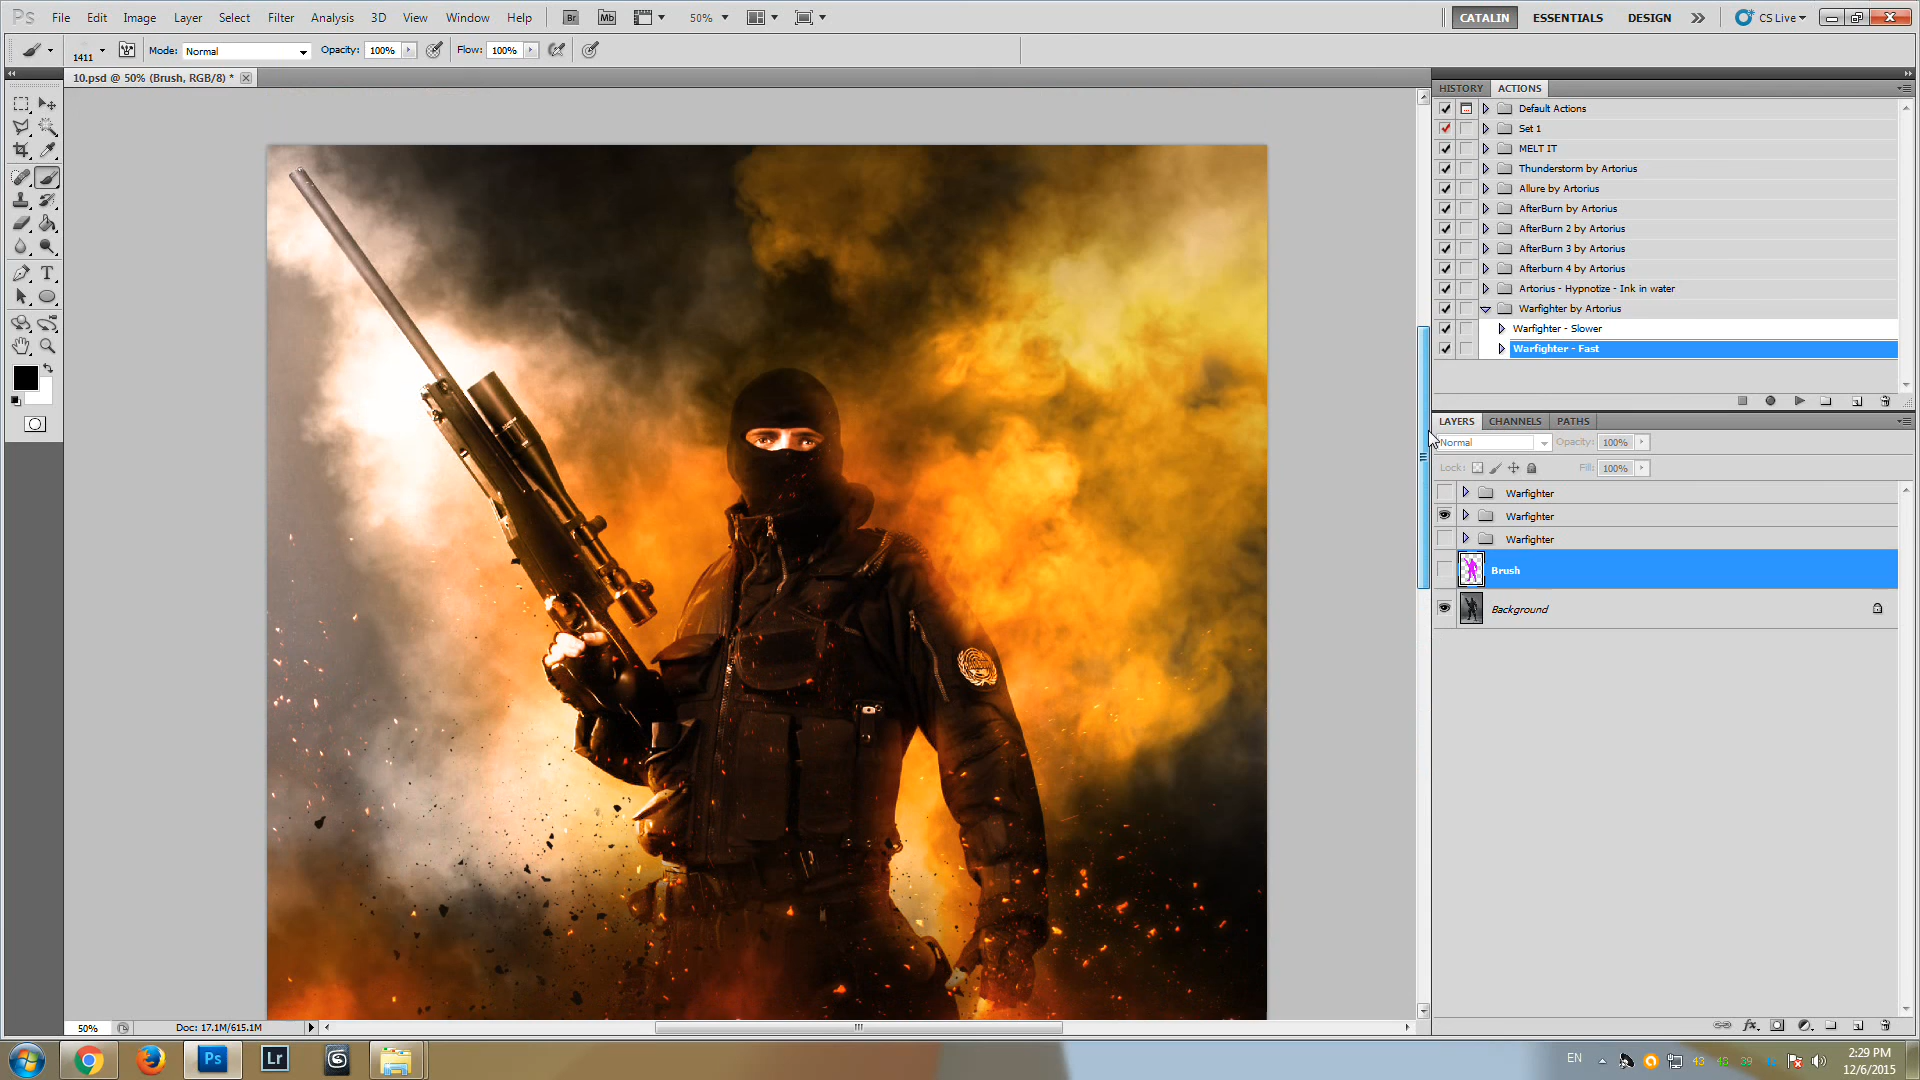 Ps File Edit Image Layer Select Filter Analysis 3D View Window Help Br Mb 50% CATALIN ESSENTIALS DESIGN CS Live
1411 Mode: Normal Opacity: 100% Flow: 100%
10.psd @ 50% (Brush, RGB/8) *
HISTORY ACTIONS
Default Actions
Set 1
MELT IT
Thunderstorm by Artorius
Allure by Artorius
AfterBurn by Artorius
AfterBurn 2 by Artorius
AfterBurn 3 by Artorius
Afterburn 4 by Artorius
Artorius - Hypnotize - Ink in water
Warfighter by Artorius
Warfighter - Slower
Warfighter - Fast
LAYERS CHANNELS PATHS
Normal Opacity: 100%
Lock: Fill: 100%
Warfighter
Warfighter
Warfighter
Brush
Background
50% Doc: 17.1M/615.1M
Ps Lr EN 43 43 39 2:29 PM
12/6/2015